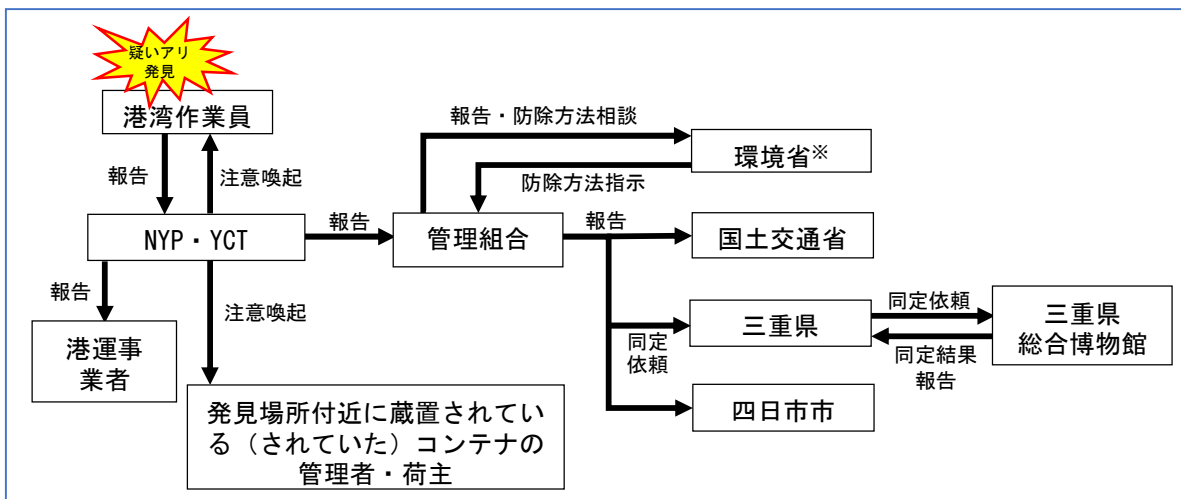 疑いアリ
発見
港湾作業員
報告
注意喚起
報告・防除方法相談
環境省※
防除方法指示
NYP・YCT
報告
管理組合
報告
国土交通省
報告
注意喚起
港運事
業者
同定
依頼
三重県
同定依頼
同定結果
報告
三重県
総合博物館
発見場所付近に蔵置されてい
る（されていた）コンテナの
管理者・荷主
四日市市